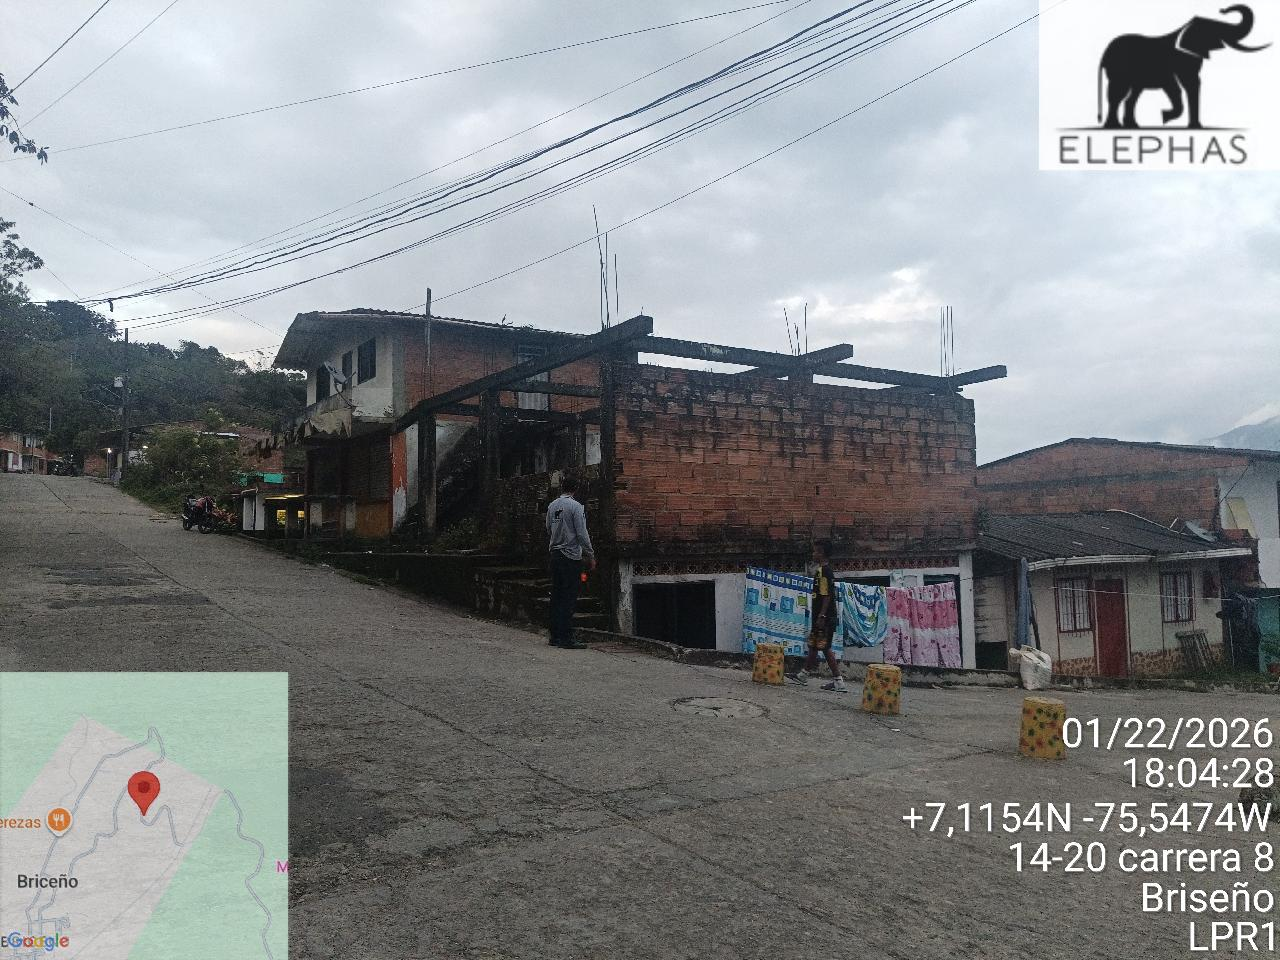 ELEPHAS
erezas
Briceño
M
Google
01/22/2026
18:04:28
+7,1154N -75,5474W
14-20 carrera 8
Briseño
LPR1